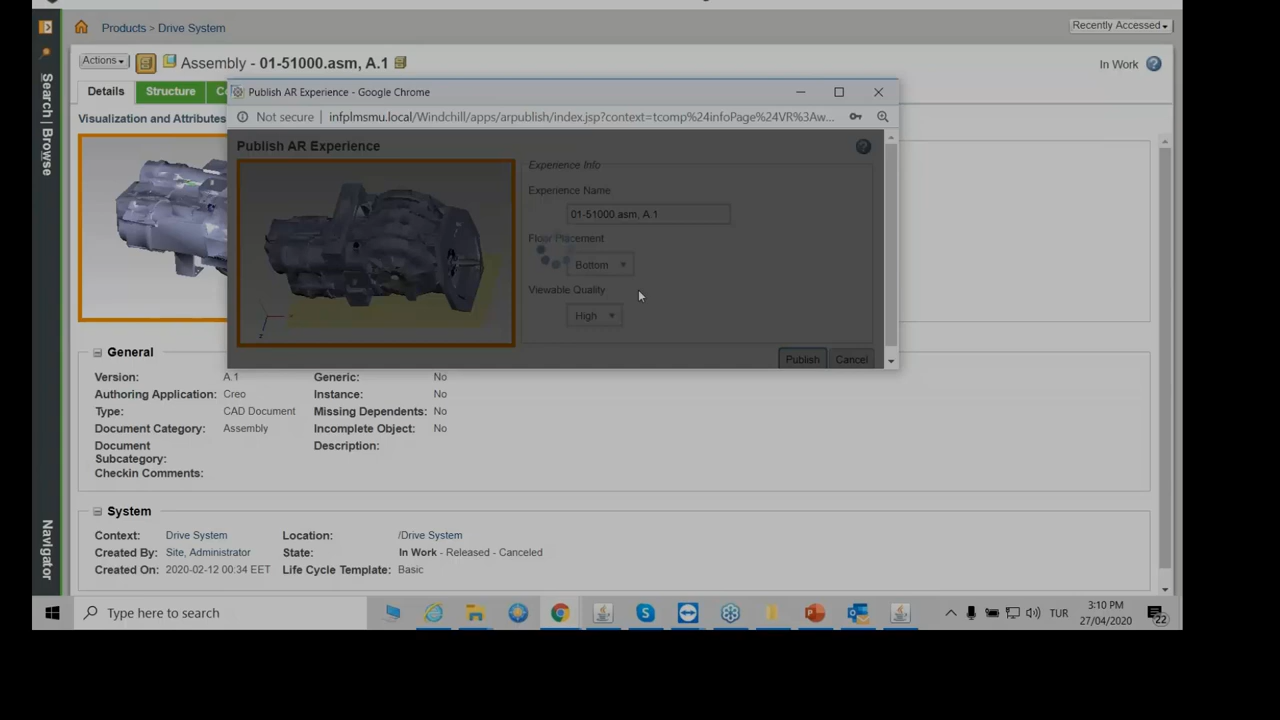 Products > Drive System
Recently Accessed
Actions
Assembly - 01-51000.asm, A.1
In Work
Details
Structure
Visualization and Attributes
Search | Browse
Navigator
Publish AR Experience - Google Chrome
Not secure | infplmsmu.local/Windchill/apps/arpublish/index.jsp?context=tcomp%24infoPage%24VR%3Aw...
Publish AR Experience
Experience Info
Experience Name
01-51000 asm, A.1
Floor Placement
Bottom
Viewable Quality
High
Publish
Cancel
General
Version: A.1 Generic: No
Authoring Application: Creo Instance: No
Type: CAD Document Missing Dependents: No
Document Category: Assembly Incomplete Object: No
Document Description:
Subcategory:
Checkin Comments:
System
Context: Drive System Location: /Drive System
Created By: Site, Administrator State: In Work - Released - Canceled
Created On: 2020-02-12 00:34 EET Life Cycle Template: Basic
Type here to search
TUR
3:10 PM
27/04/2020
22